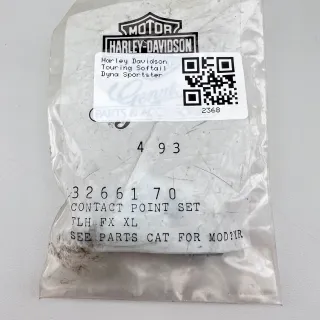 MOTOR
HARLEY-DAVIDSON
Harley Davidson
Touring Softail
Dyna Sportster
2368
4 93
32661 70
CONTACT POINT SET
FLH FX XL
SEE PARTS CAT FOR